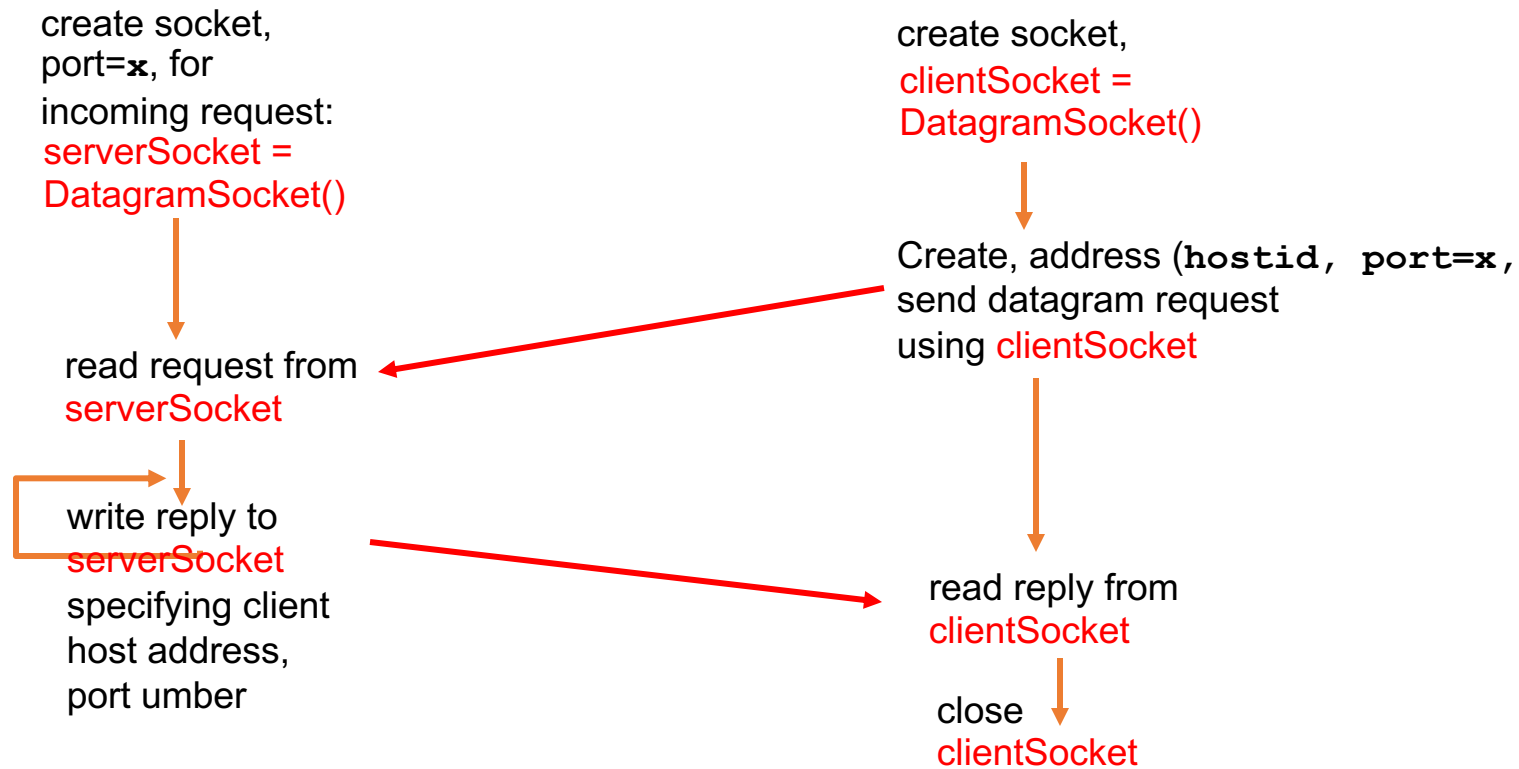 create socket,
port=x, for
incoming request:
serverSocket =
DatagramSocket()
read request from
serverSocket
write reply to
serverSocket
specifying client
host address,
port umber
create socket,
clientSocket =
DatagramSocket()
Create, address (hostid, port=x,
send datagram request
using clientSocket
read reply from
clientSocket
close
clientSocket